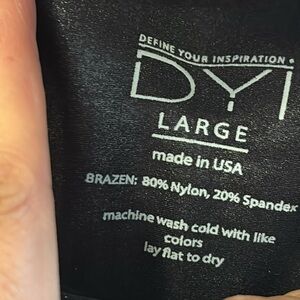 DEFINE YOUR INSPIRATION •
DYI
LARGE
made in USA
BRAZEN: 80% Nylon, 20% Spandex
machine wash cold with like
colors
lay flat to dry